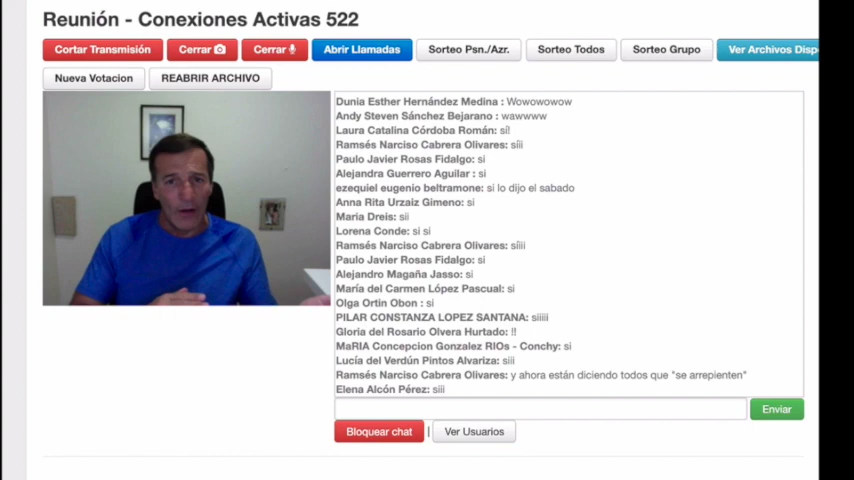 Reunión - Conexiones Activas 522
Cortar Transmisión Cerrar Cerrar Abrir Llamadas Sorteo Psn./Azr. Sorteo Todos Sorteo Grupo Ver Archivos Disp
Nueva Votacion REABRIR ARCHIVO
Dunia Esther Hernández Medina : Wowowowow
Andy Steven Sánchez Bejarano : wawwww
Laura Catalina Córdoba Román: sí!
Ramsés Narciso Cabrera Olivares: síii
Paulo Javier Rosas Fidalgo: si
Alejandra Guerrero Aguilar : si
ezequiel eugenio beltramone: si lo dijo el sabado
Anna Rita Urzaiz Gimeno: si
Maria Dreis: sii
Lorena Conde: si si
Ramsés Narciso Cabrera Olivares: síiii
Paulo Javier Rosas Fidalgo: si
Alejandro Magaña Jasso: si
María del Carmen López Pascual: si
Olga Ortin Obon : si
PILAR CONSTANZA LOPEZ SANTANA: siiiii
Gloria del Rosario Olvera Hurtado: !!
MaRIA Concepcion Gonzalez RIOs - Conchy: si
Lucía del Verdún Pintos Alvariza: siii
Ramsés Narciso Cabrera Olivares: y ahora están diciendo todos que "se arrepienten"
Elena Alcón Pérez: siii
Enviar
Bloquear chat | Ver Usuarios